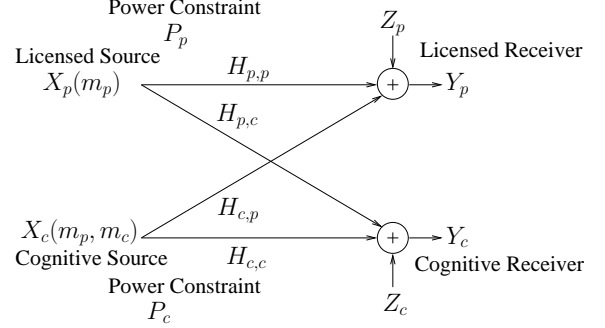 Power Constraint
P_p
Z_p
Licensed Source
Licensed Receiver
X_p(m_p)
H_{p,p}
+
Y_p
H_{p,c}
H_{c,p}
X_c(m_p, m_c)
+
Y_c
Cognitive Source
H_{c,c}
Cognitive Receiver
Power Constraint
Z_c
P_c